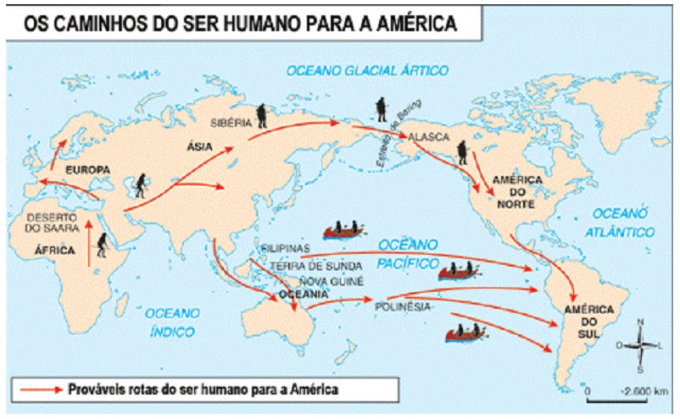 OS CAMINHOS DO SER HUMANO PARA A AMÉRICA
OCEANO GLACIAL ÁRTICO
SIBÉRIA
Estreito de Bering
ALASCA
ÁSIA
EUROPA
AMÉRICA
DO
NORTE
DESERTO
DO SAARA
ÁFRICA
OCEANO
ATLÂNTICO
FILIPINAS
OCEANO
PACÍFICO
TERRA DE SUNDA
NOVA GUINÉ
OCEANIA
POLINÉSIA
OCEANO
ÍNDICO
AMÉRICA
DO
SUL
N
O
L
S
Prováveis rotas do ser humano para a América
0
2.600 km